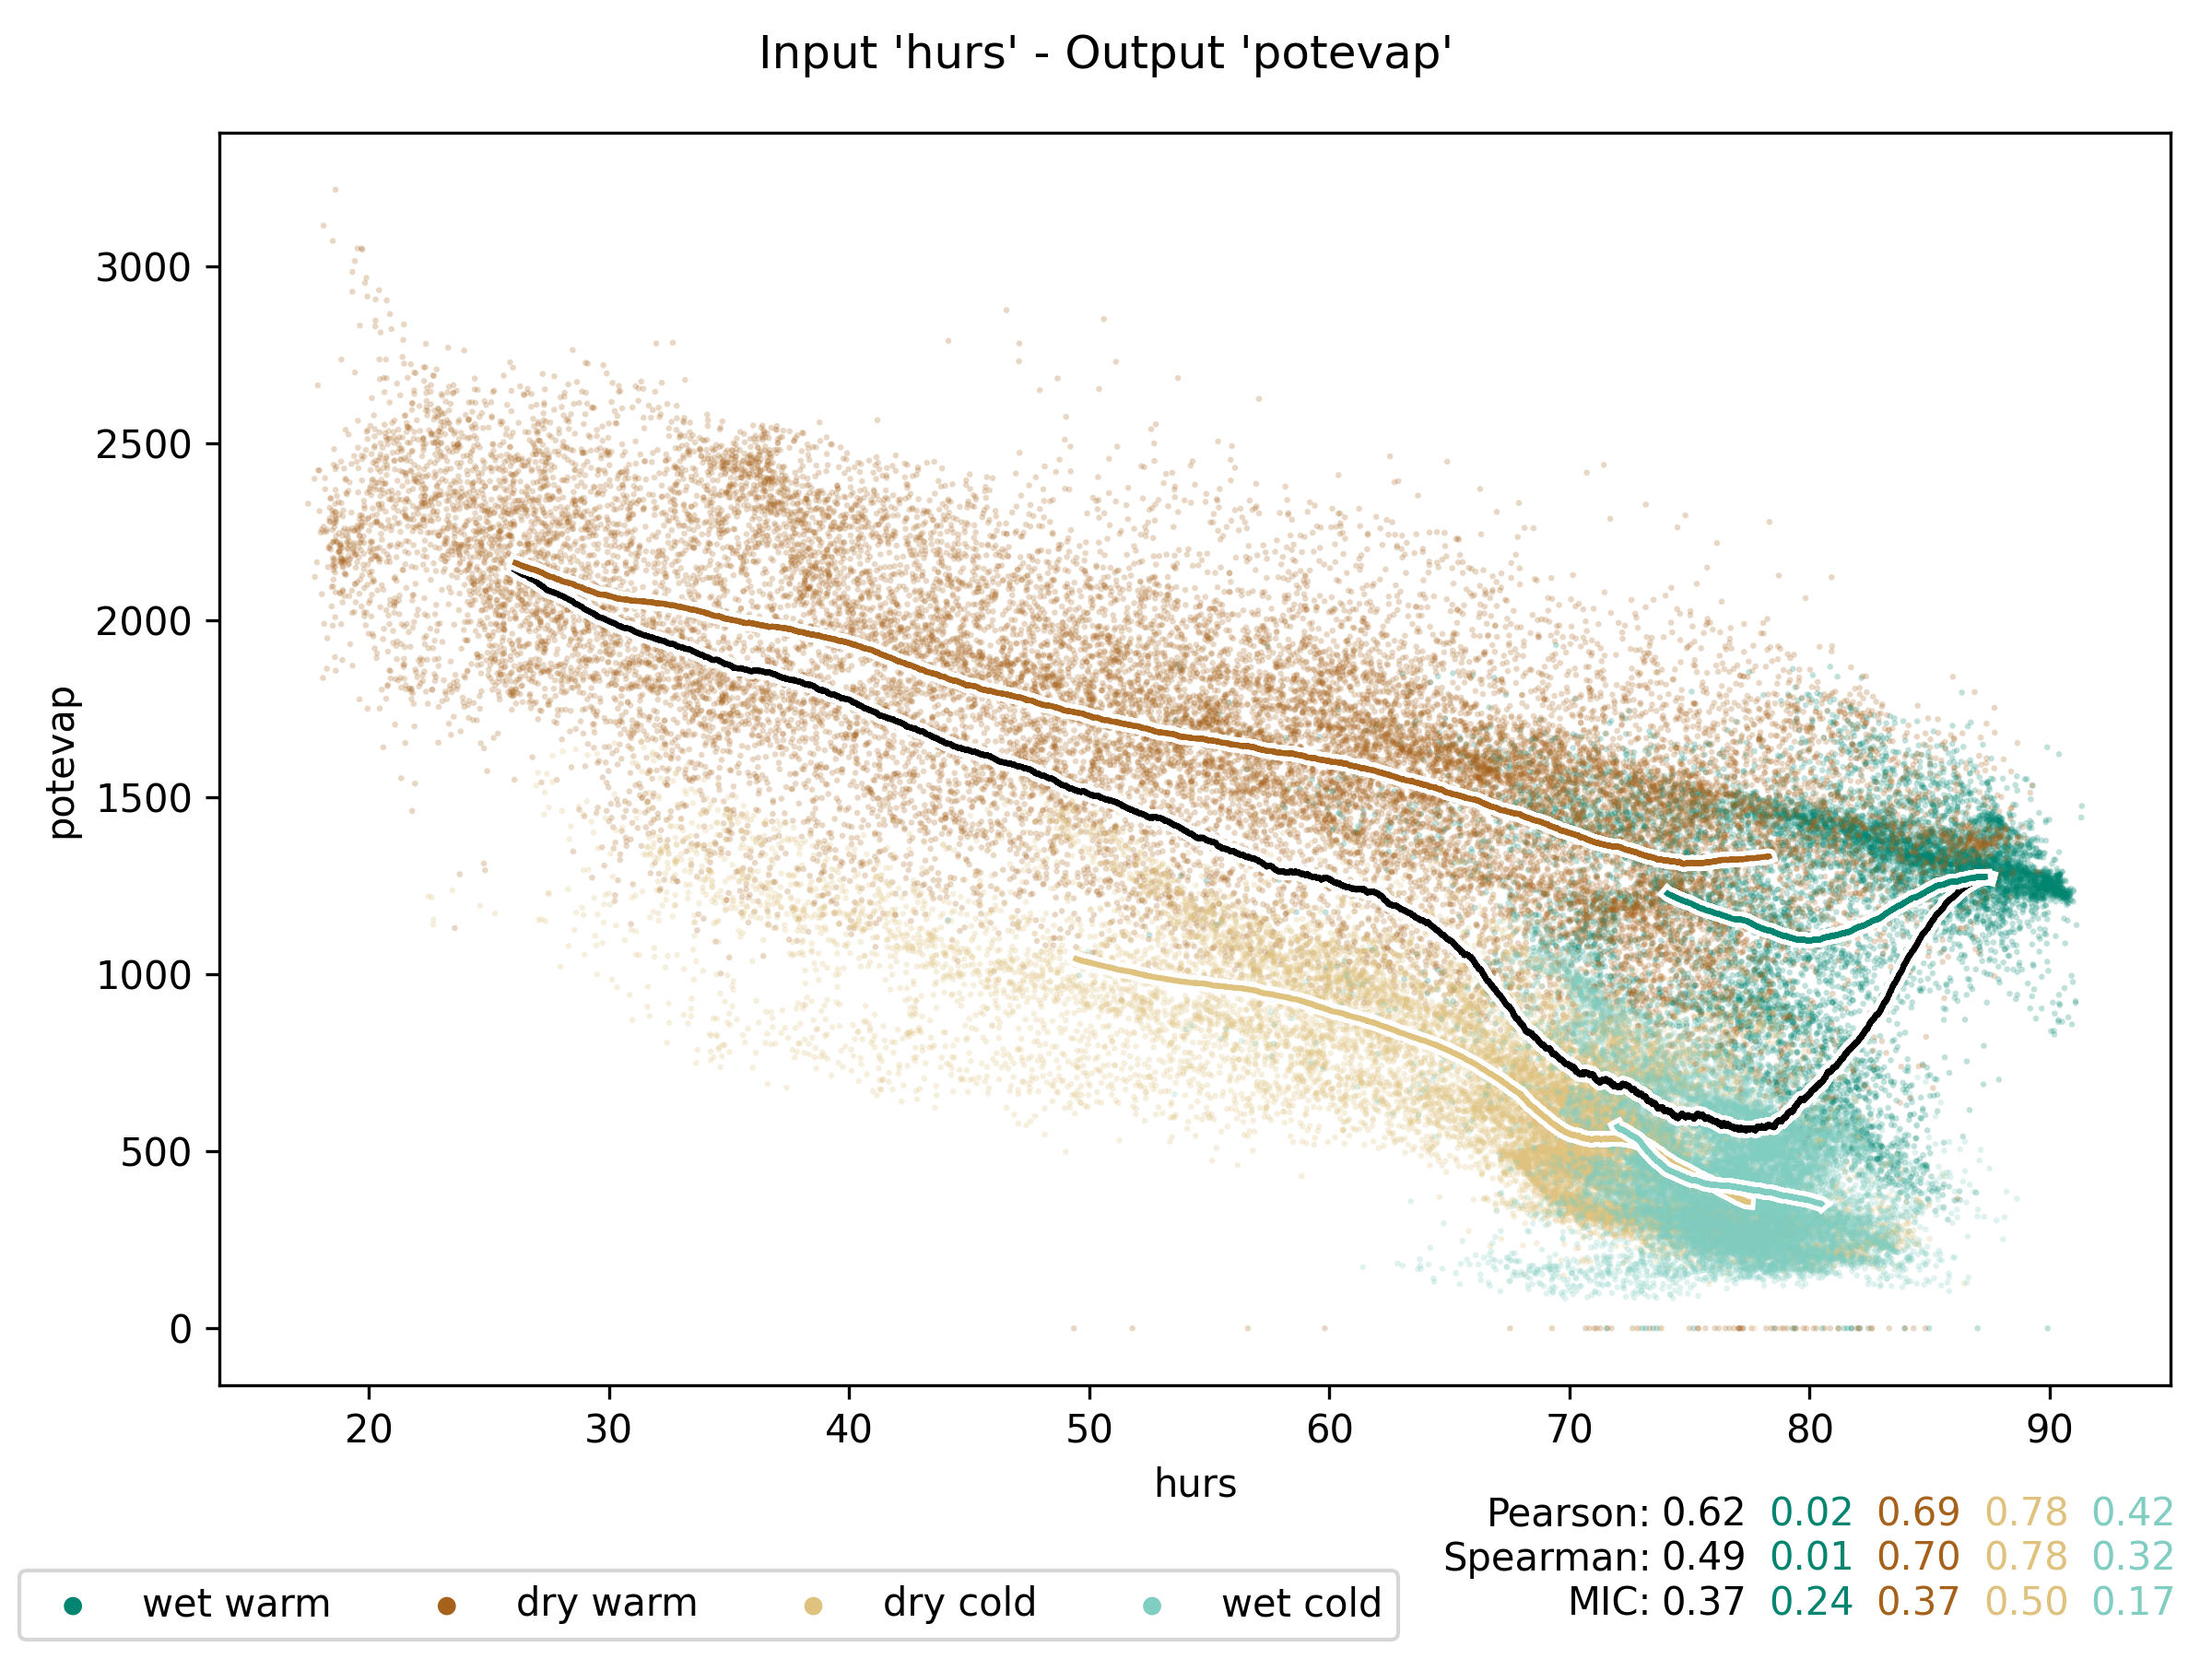 Input 'hurs' - Output 'potevap'
potevap
3000
2500
2000
1500
1000
500
0
20 30 40 50 60 70 80 90
hurs
Pearson: 0.62 0.02 0.69 0.78 0.42
Spearman: 0.49 0.01 0.70 0.78 0.32
MIC: 0.37 0.24 0.37 0.50 0.17
wet warm dry warm dry cold wet cold